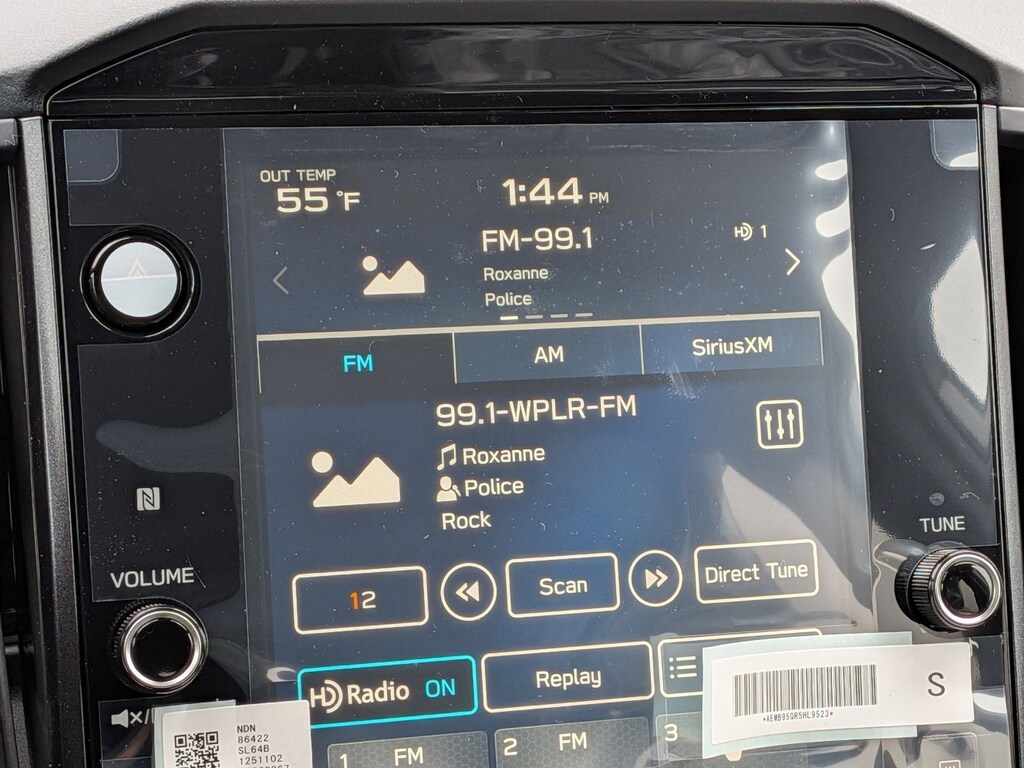 OUT TEMP
55 °F
1:44 PM
FM-99.1
HD 1
Roxanne
Police
FM
AM
SiriusXM
99.1-WPLR-FM
Roxanne
Police
Rock
VOLUME
TUNE
12
Scan
Direct Tune
HD Radio ON
Replay
1 FM
2 FM
3
*AEMB95QR5HL9523*
S
NDN
86422
SL64B
1251102